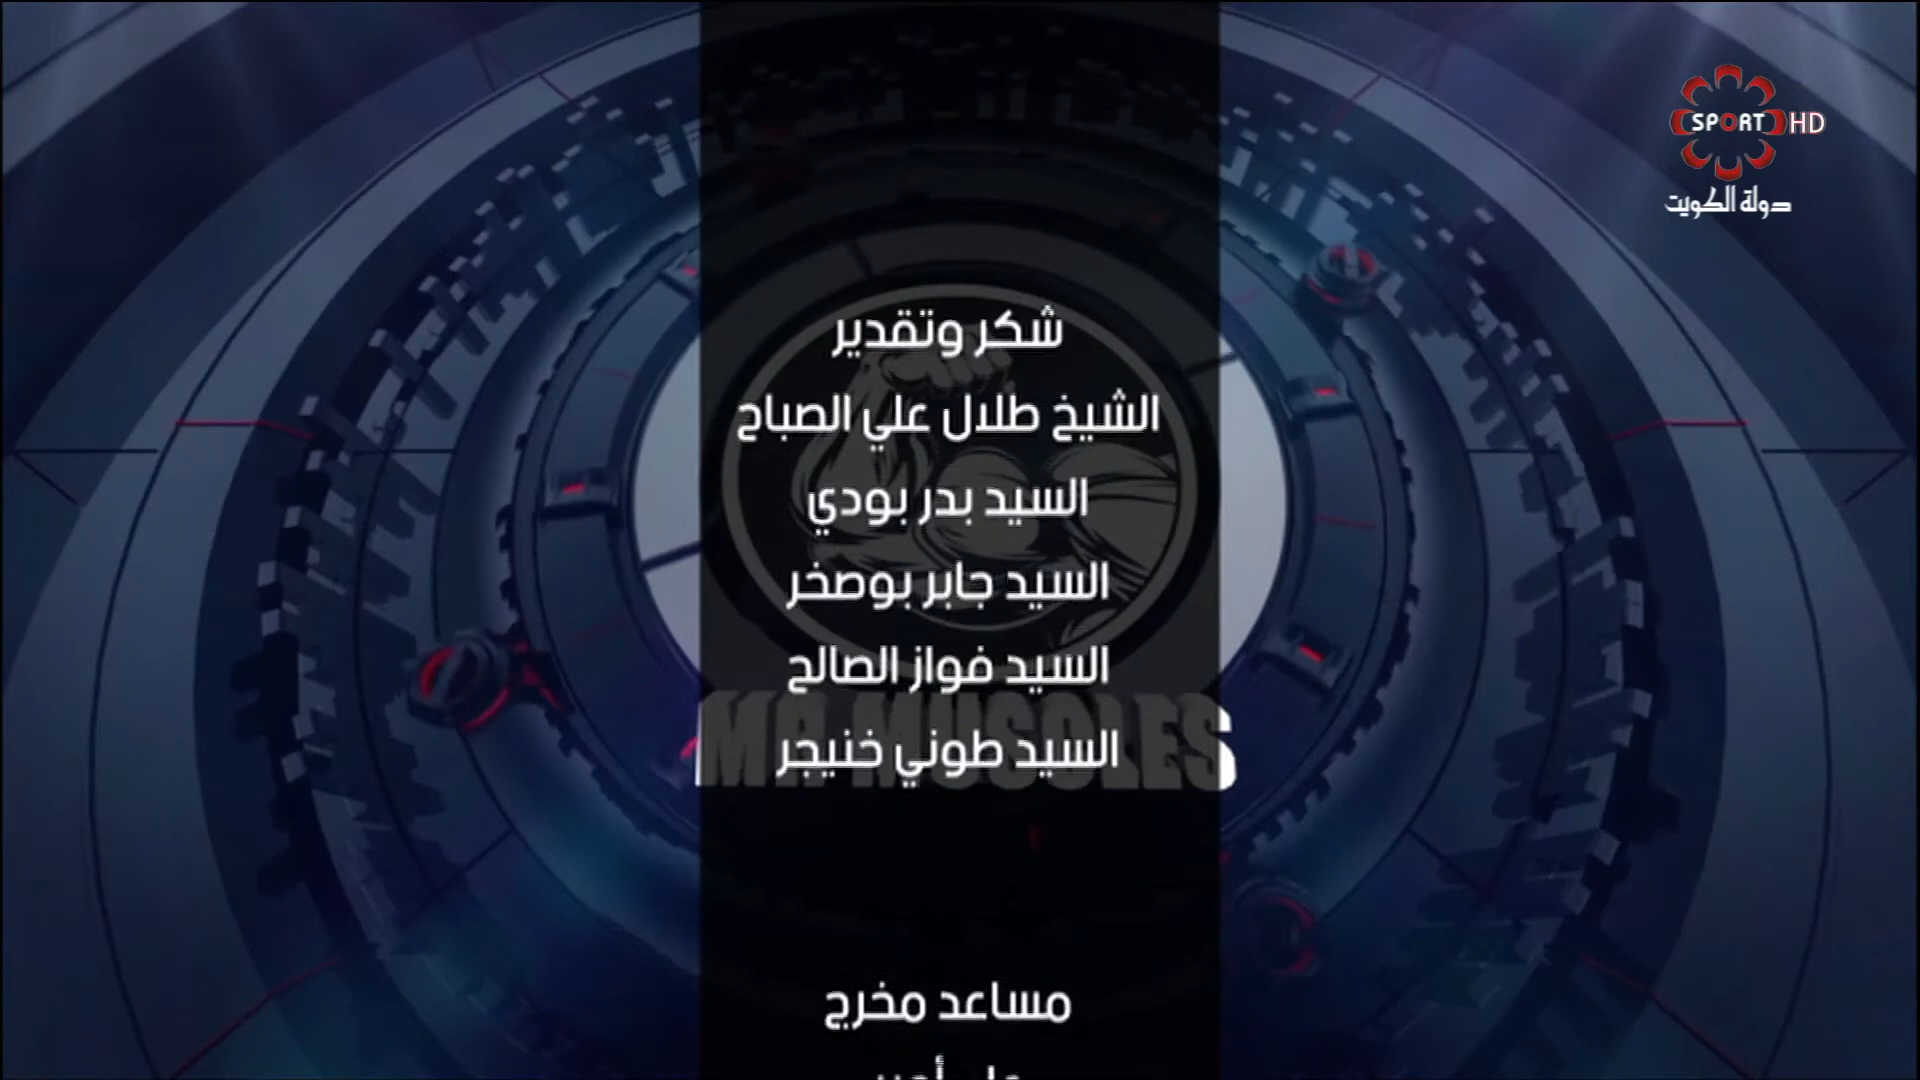 SPORT HD
دولة الكويت
شكر وتقدير
الشيخ طلال علي الصباح
السيد بدر بودي
السيد جابر بوصخر
السيد فواز الصالح
السيد طوني خنيجر
MR MUSCLES
مساعد مخرج